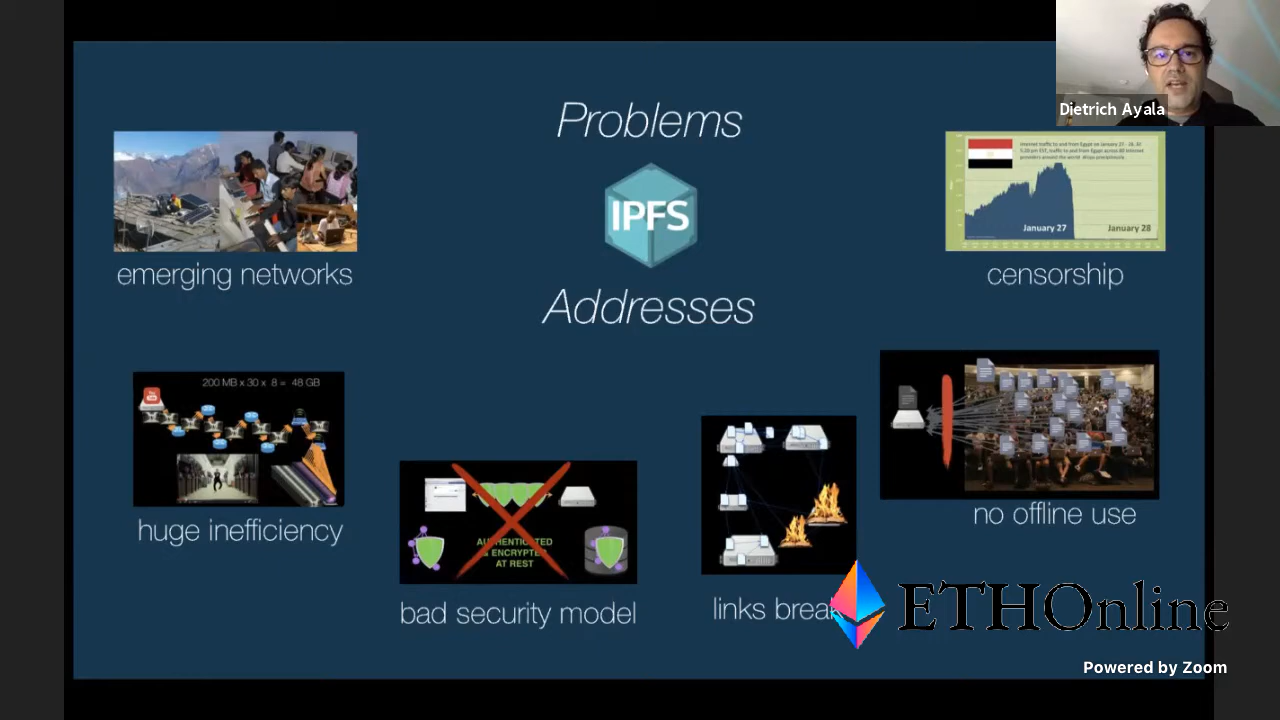 Problems
IPFS
Addresses
Dietrich Ayala
emerging networks
January 27
January 28
censorship
200 MB x 30 x 8 = 48 GB
huge inefficiency
AUTHENTICATED
& ENCRYPTED
AT REST
bad security model
links break
no offline use
ETHOnline
Powered by Zoom